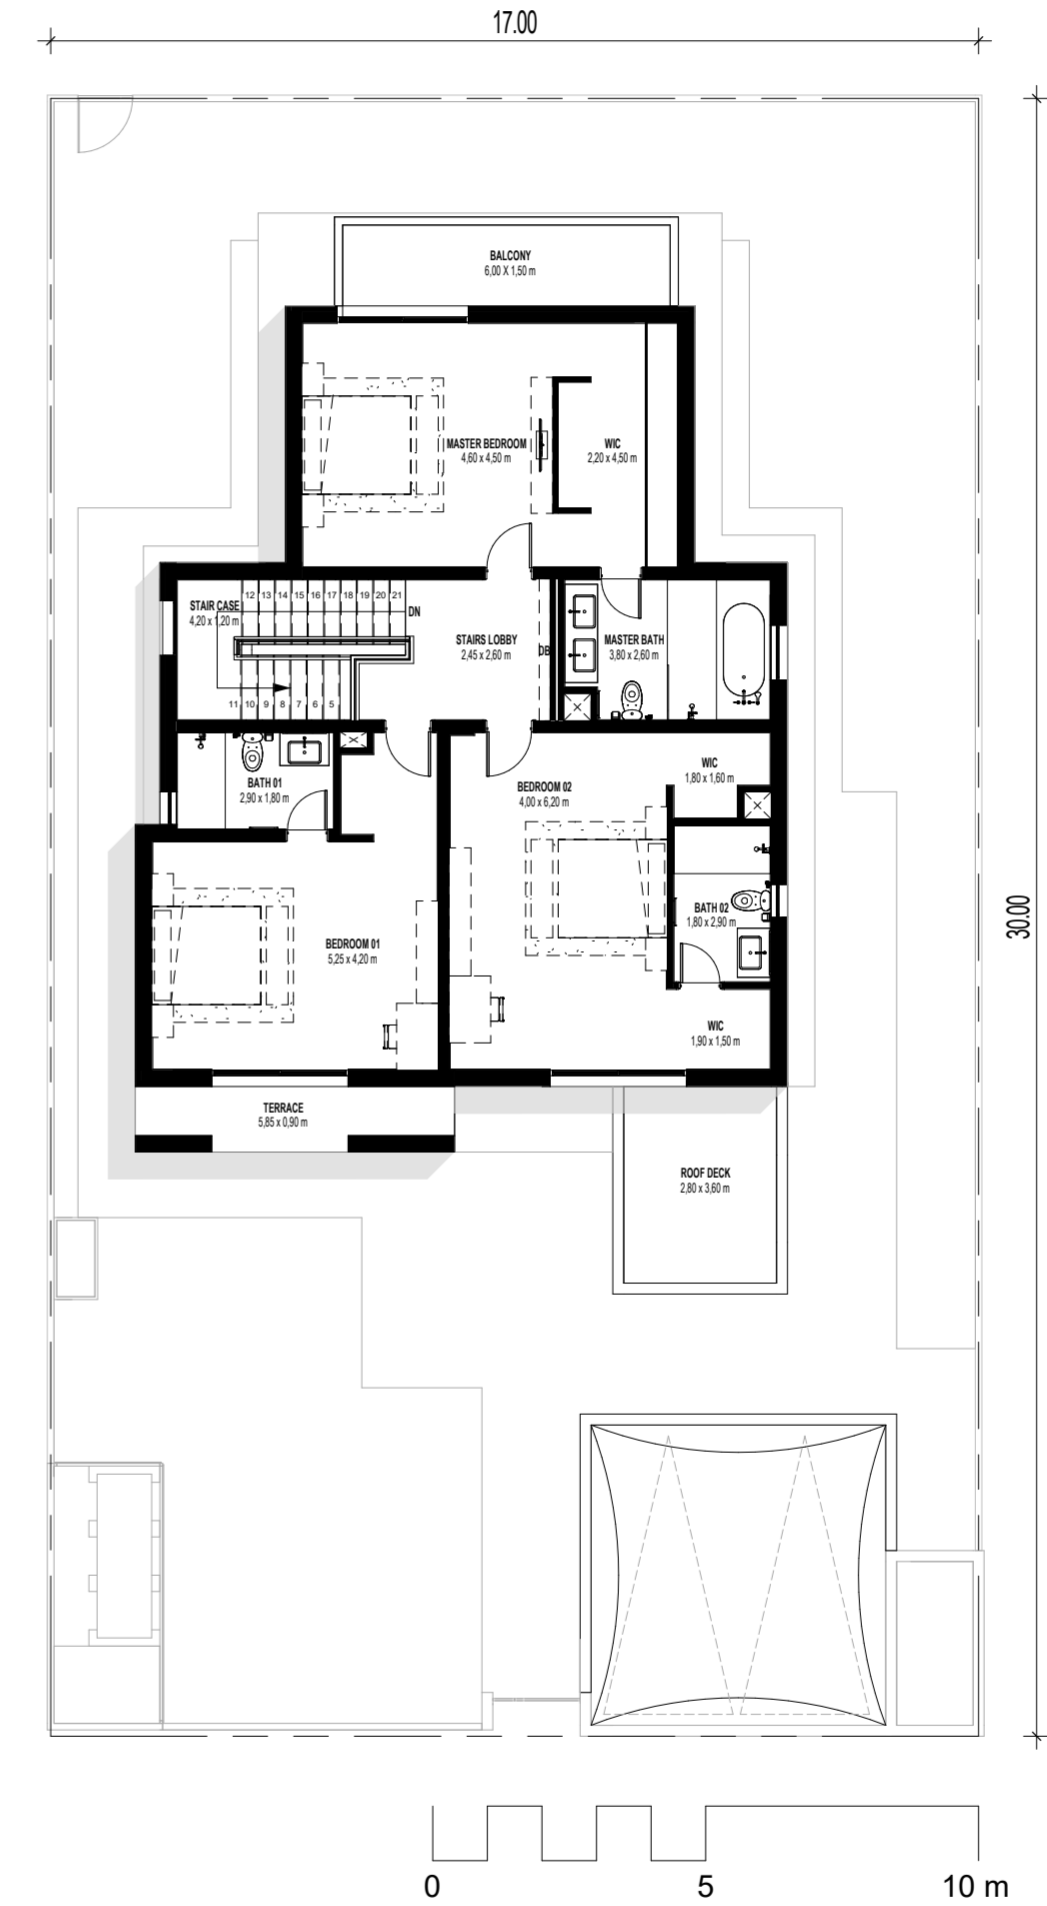 17.00
BALCONY
6,00 X 1,50 m
MASTER BEDROOM
4,60 x 4,50 m
WIC
2,20 x 4,50 m
12 13 14 15 16 17 18 19 20 21
STAIR CASE
4,20 x 1,20 m
DN
STAIRS LOBBY
2,45 x 2,60 m
DB
MASTER BATH
3,80 x 2,60 m
11 10 9 8 7 6 5
BATH 01
2,90 x 1,80 m
WIC
1,80 x 1,60 m
BEDROOM 02
4,00 x 6,20 m
30.00
BATH 02
1,80 x 2,90 m
BEDROOM 01
5,25 x 4,20 m
WIC
1,90 x 1,50 m
TERRACE
5,85 x 0,90 m
ROOF DECK
2,80 x 3,60 m
0 5 10 m